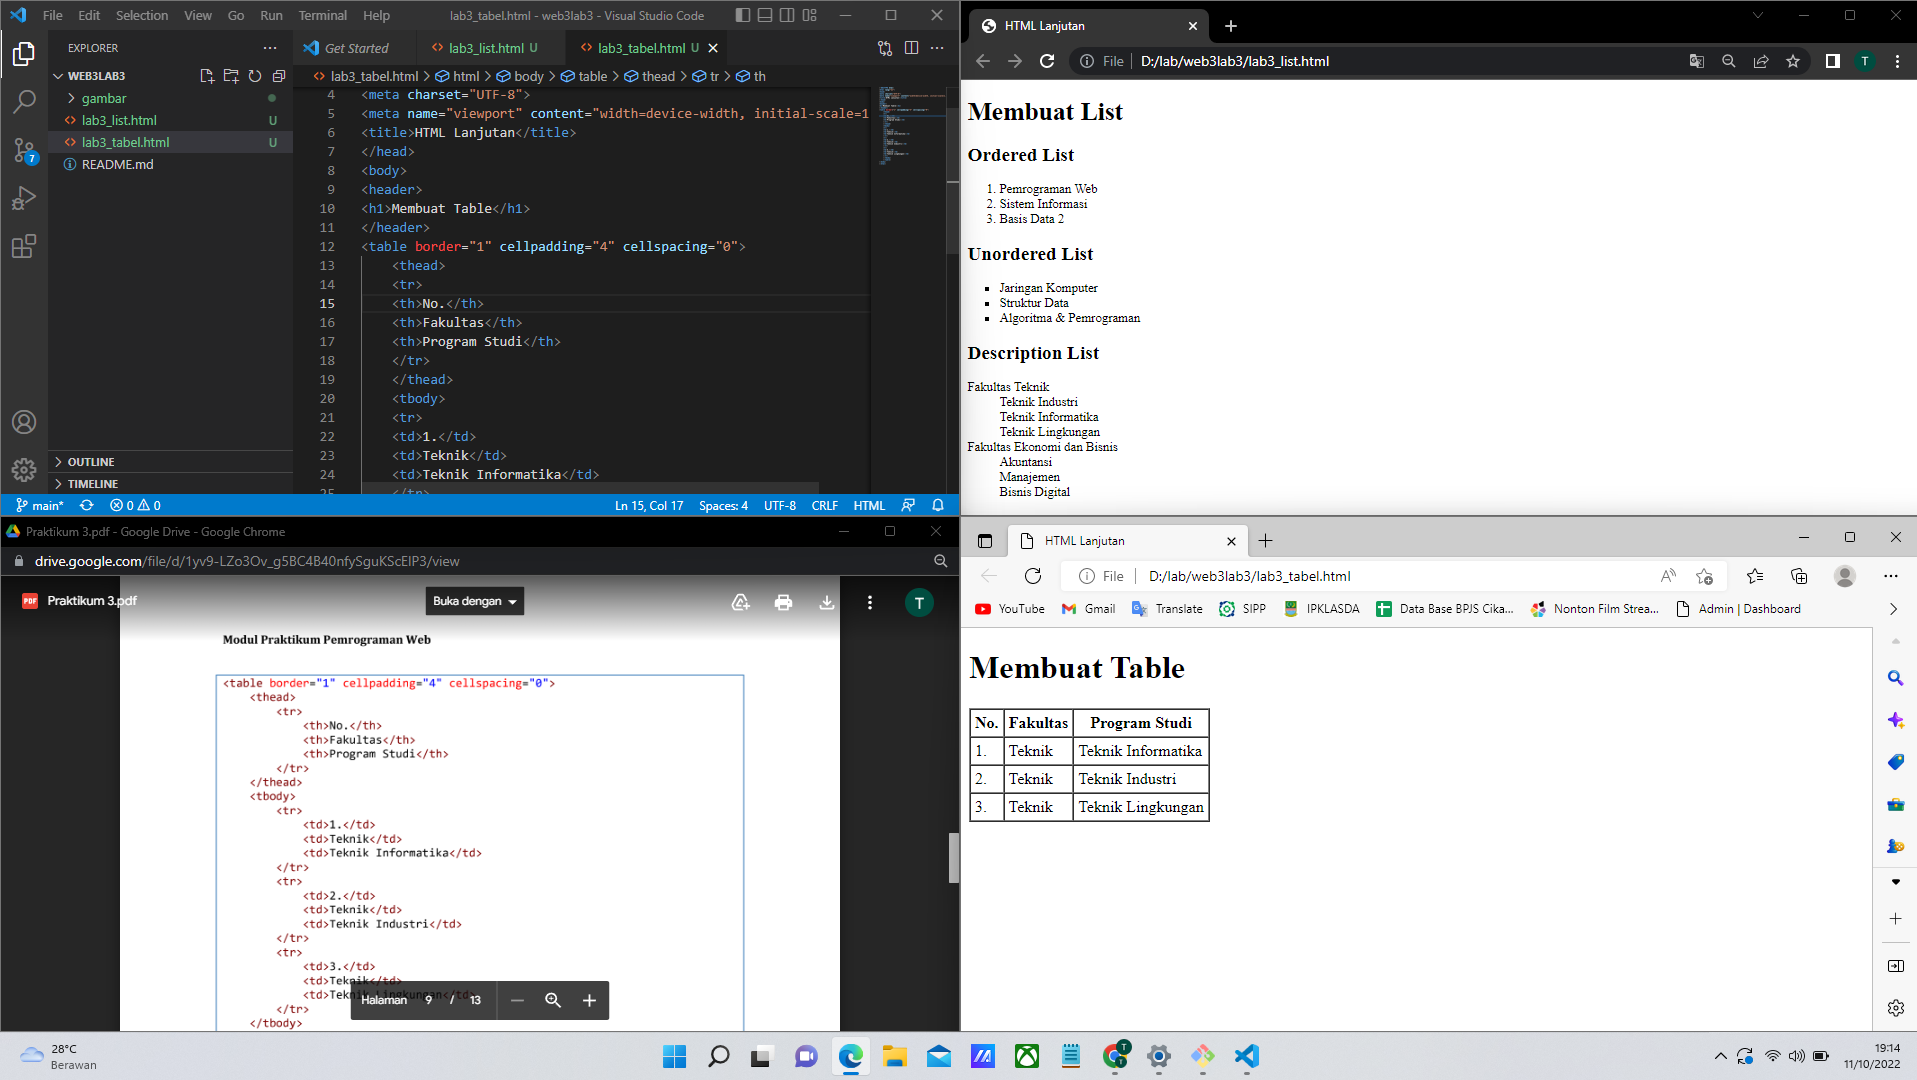 File Edit Selection View Go Run Terminal Help
lab3_tabel.html - web3lab3 - Visual Studio Code
EXPLORER
WEB3LAB3
gambar
lab3_list.html U
lab3_tabel.html U
README.md
OUTLINE
TIMELINE
7
Get Started
lab3_list.html U
lab3_tabel.html U
lab3_tabel.html > html > body > table > thead > tr > th
4 <meta charset="UTF-8">
5 <meta name="viewport" content="width=device-width, initial-scale=1
6 <title>HTML Lanjutan</title>
7 </head>
8 <body>
9 <header>
10 <h1>Membuat Table</h1>
11 </header>
12 <table border="1" cellpadding="4" cellspacing="0">
13 <thead>
14 <tr>
15 <th>No.</th>
16 <th>Fakultas</th>
17 <th>Program Studi</th>
18 </tr>
19 </thead>
20 <tbody>
21 <tr>
22 <td>1.</td>
23 <td>Teknik</td>
24 <td>Teknik Informatika</td>
25 </tr>
main* 0 0 Ln 15, Col 17 Spaces: 4 UTF-8 CRLF HTML
HTML Lanjutan
File D:/lab/web3lab3/lab3_list.html
T
Membuat List
Ordered List
1. Pemrograman Web
2. Sistem Informasi
3. Basis Data 2
Unordered List
Jaringan Komputer
Struktur Data
Algoritma & Pemrograman
Description List
Fakultas Teknik
Teknik Industri
Teknik Informatika
Teknik Lingkungan
Fakultas Ekonomi dan Bisnis
Akuntansi
Manajemen
Bisnis Digital
Praktikum 3.pdf - Google Drive - Google Chrome
PDF Praktikum 3.pdf
Buka dengan
T
Modul Praktikum Pemrograman Web
<table border="1" cellpadding="4" cellspacing="0">
<thead>
<tr>
<th>No.</th>
<th>Fakultas</th>
<th>Program Studi</th>
</tr>
</thead>
<tbody>
<tr>
<td>1.</td>
<td>Teknik</td>
<td>Teknik Informatika</td>
</tr>
<tr>
<td>2.</td>
<td>Teknik</td>
<td>Teknik Industri</td>
</tr>
<tr>
<td>3.</td>
<td>Teknik</td>
<td>Teknik Lingkungan</td>
</tr>
</tbody>
Halaman 9 / 13
HTML Lanjutan
File D:/lab/web3lab3/lab3_tabel.html
YouTube Gmail Translate SIPP IPKLASDA Data Base BPJS Cika... Nonton Film Strea... Admin | Dashboard
Membuat Table
No. Fakultas Program Studi
1. Teknik Teknik Informatika
2. Teknik Teknik Industri
3. Teknik Teknik Lingkungan
28°C
Berawan
19:14
11/10/2022